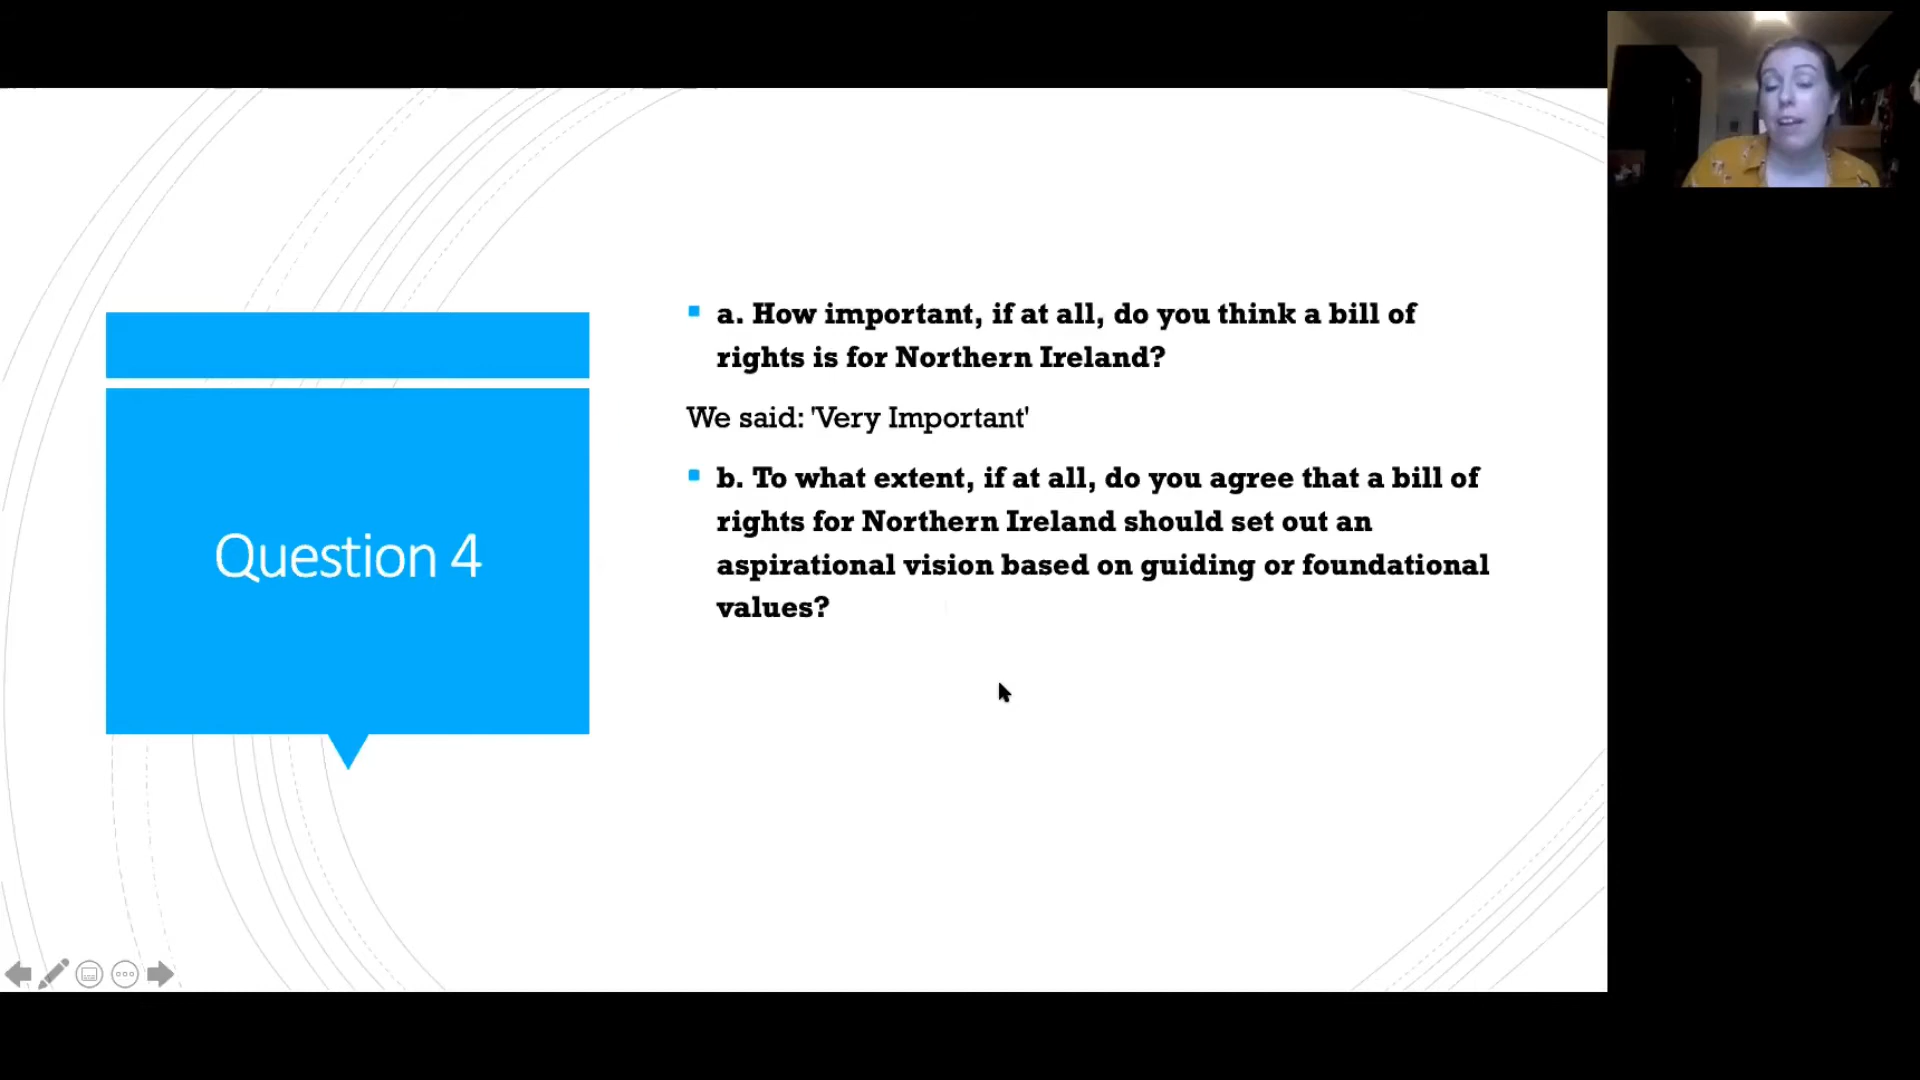 Question 4
a. How important, if at all, do you think a bill of
rights is for Northern Ireland?
We said: 'Very Important'
b. To what extent, if at all, do you agree that a bill of
rights for Northern Ireland should set out an
aspirational vision based on guiding or foundational
values?